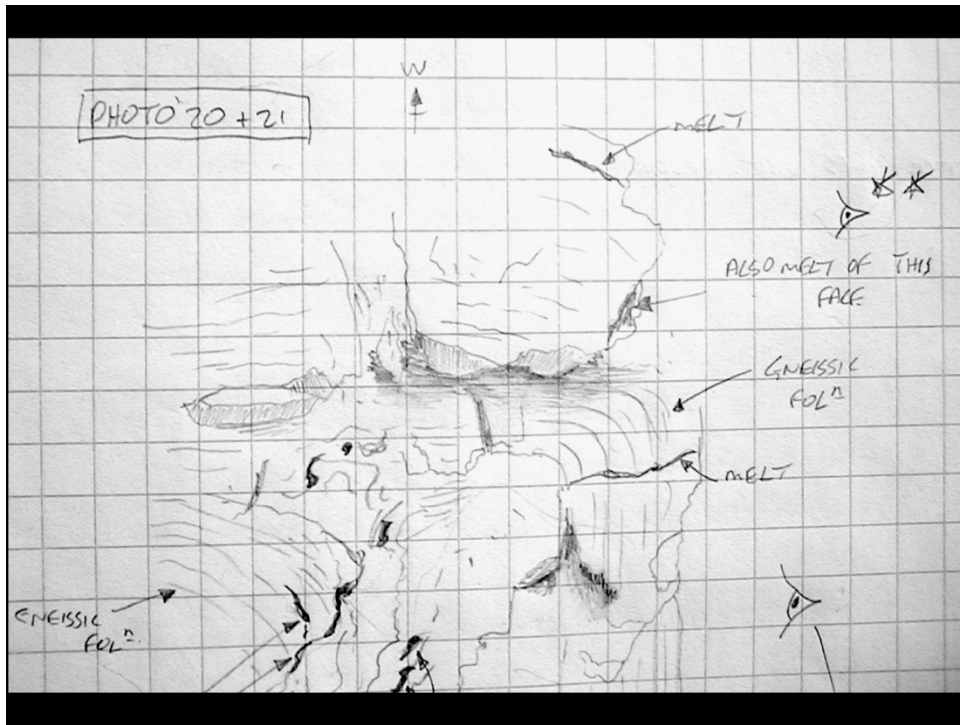 W
PHOTO 20 + 21
MELT
ALSO MELT OF THIS
FACE
GNEISSIC
FOLⁿ
MELT
GNEISSIC
FOLⁿ